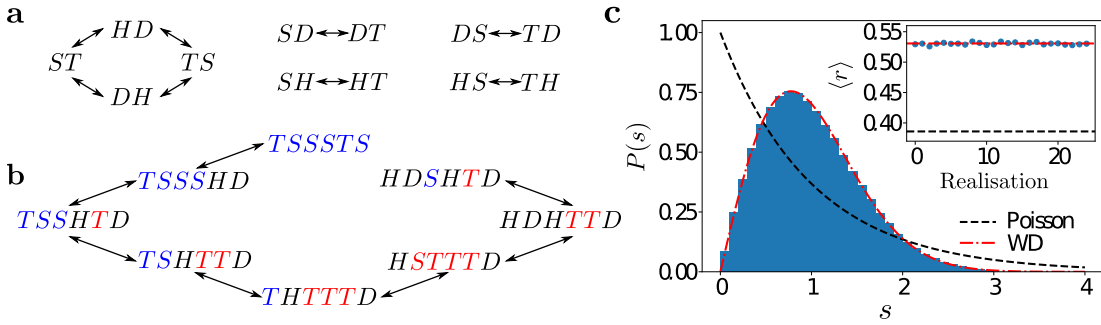 a
HD
ST TS
DH
SD↔DT
DS↔TD
SH↔HT
HS↔TH
b
TSSSTS
TSSSHD
TSSHTD
TSHTTD
THTTTD
HSTTTD
HDHTTD
HDSHTD
c
P(s)
1.00
0.75
0.50
0.25
0.00
0 1 2 3 4
s
⟨r⟩
0.55
0.50
0.45
0.40
0 10 20
Realisation
Poisson
WD